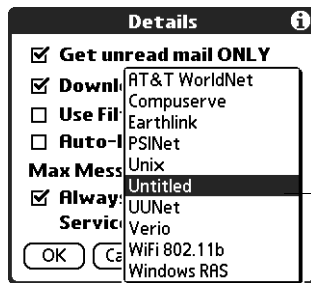 Details
Get unread mail ONLY
Downl
Use Fil
Auto-
Max Mess
Always
Servic
OK Ca
AT&T WorldNet
Compuserve
Earthlink
PSINet
Unix
Untitled
UUNet
Verio
WiFi 802.11b
Windows RAS